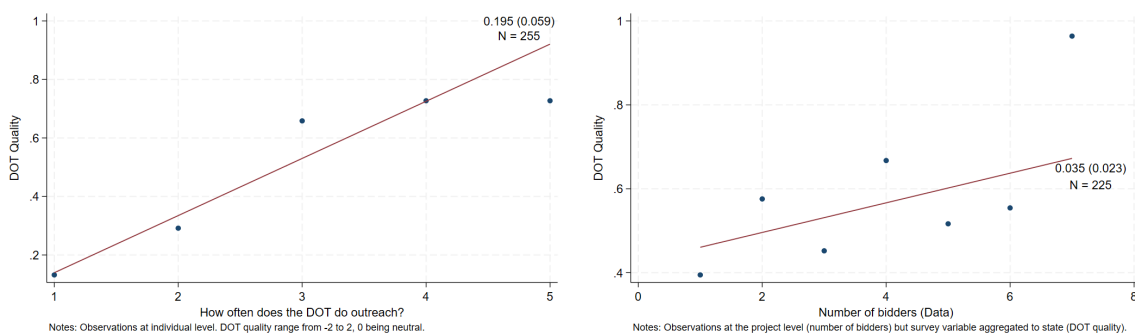 0.195 (0.059)
N = 255
DOT Quality
1
.8
.6
.4
.2
1 2 3 4 5
How often does the DOT do outreach?
Notes: Observations at individual level. DOT quality range from -2 to 2, 0 being neutral.
0.035 (0.023)
N = 225
DOT Quality
1
.8
.6
.4
0 2 4 6 8
Number of bidders (Data)
Notes: Observations at the project level (number of bidders) but survey variable aggregated to state (DOT quality).